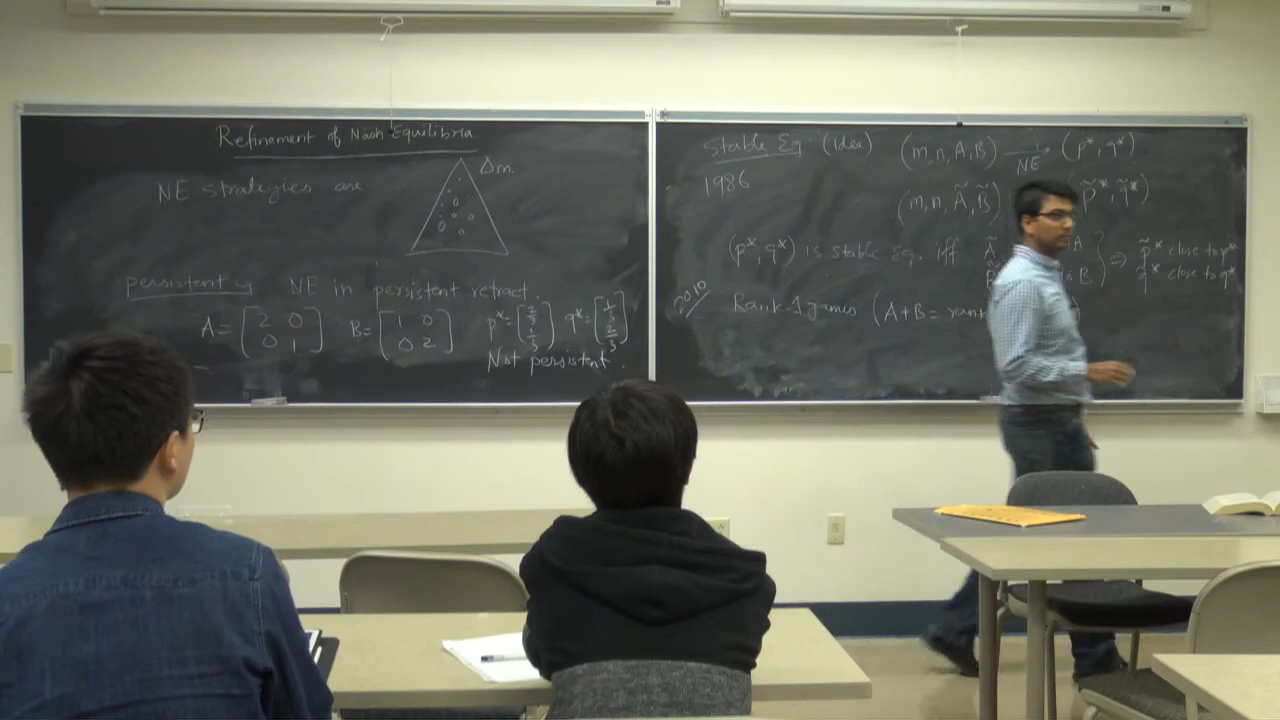 Refinement of Nash Equilibria
NE strategies are
Δm.
persistent eq NE in persistent retract.
A = [2 0; 0 1] B = [1 0; 0 2] p* = [2/3; 1/3] q* = [1/3; 2/3]
Not persistent.
Stable Eq. (Idea) (m,n,A,B) → NE (p*, q*)
1986
(m,n,Ã,B̃) (p̃*, q̃*)
(p*, q*) is stable Eq. iff Ã A } ⇒ p̃* close to p*
B q̃* close to q*
2010 Rank-1 games (A+B = rank